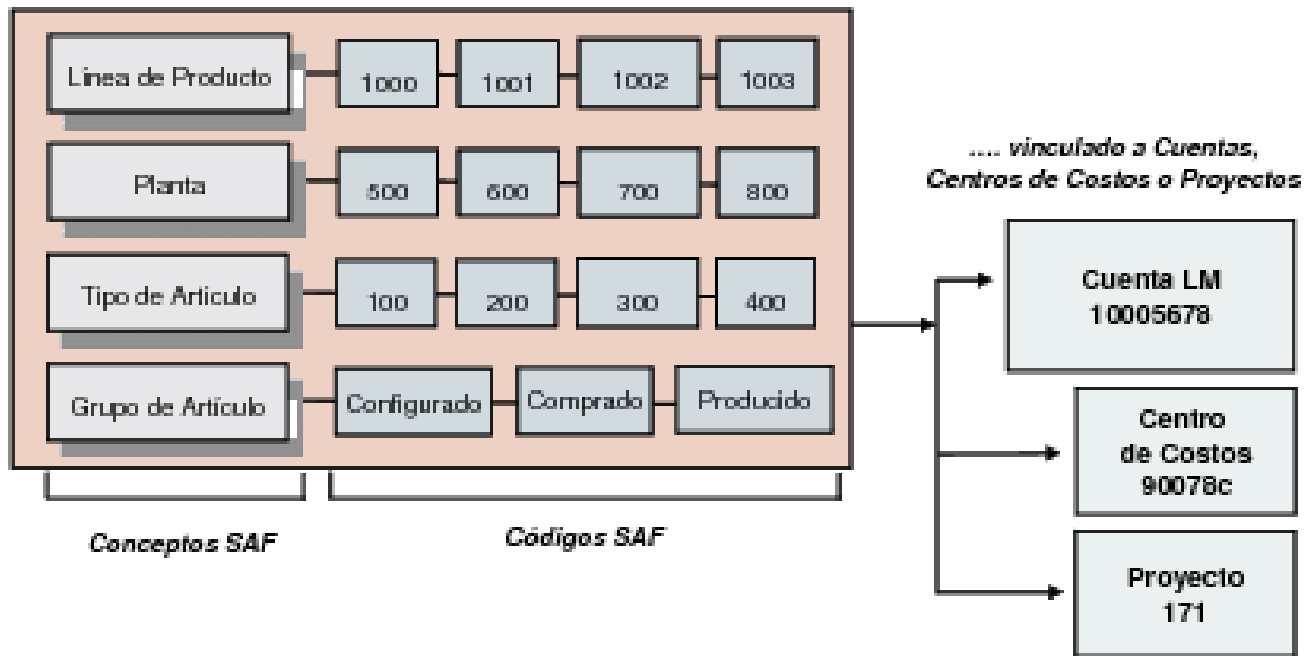 Línea de Producto 1000 1001 1002 1003
Planta 500 600 700 800
Tipo de Artículo 100 200 300 400
Grupo de Artículo Configurado Comprado Producido
Conceptos SAF
Códigos SAF
.... vinculado a Cuentas,
Centros de Costos o Proyectos
Cuenta LM
10005678
Centro
de Costos
90078c
Proyecto
171